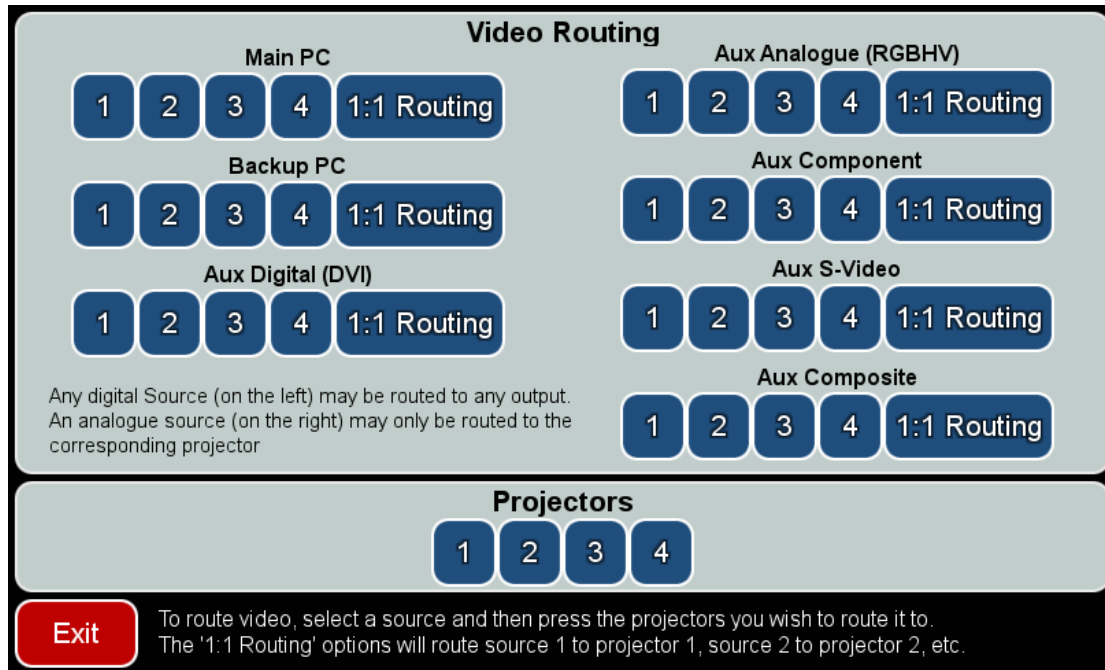 Video Routing
Main PC
1 2 3 4 1:1 Routing
Backup PC
1 2 3 4 1:1 Routing
Aux Digital (DVI)
1 2 3 4 1:1 Routing
Any digital Source (on the left) may be routed to any output.
An analogue source (on the right) may only be routed to the
corresponding projector
Aux Analogue (RGBHV)
1 2 3 4 1:1 Routing
Aux Component
1 2 3 4 1:1 Routing
Aux S-Video
1 2 3 4 1:1 Routing
Aux Composite
1 2 3 4 1:1 Routing
Projectors
1 2 3 4
Exit
To route video, select a source and then press the projectors you wish to route it to.
The '1:1 Routing' options will route source 1 to projector 1, source 2 to projector 2, etc.